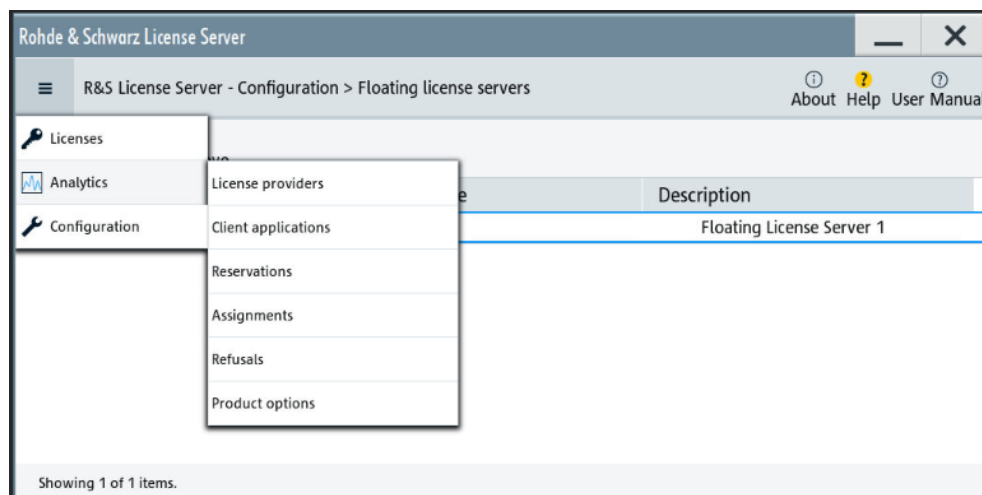 Rohde & Schwarz License Server
R&S License Server - Configuration > Floating license servers
About Help User Manua
Licenses
Analytics
Configuration
License providers
Client applications
Reservations
Assignments
Refusals
Product options
Description
Floating License Server 1
Showing 1 of 1 items.